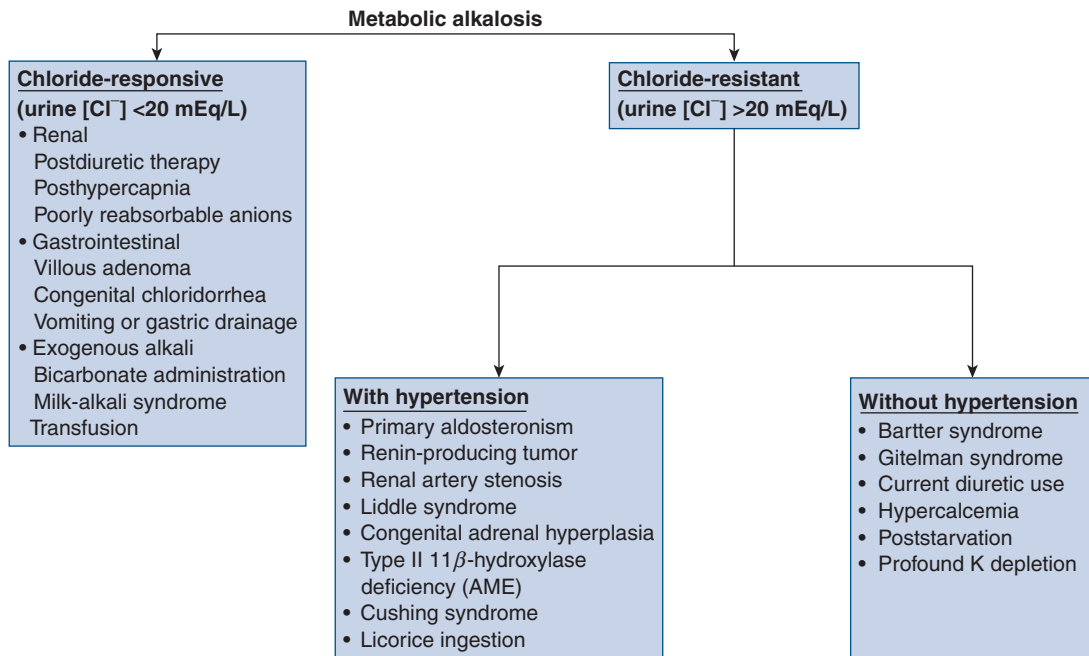 Metabolic alkalosis
Chloride-responsive
(urine [Cl⁻] <20 mEq/L)
• Renal
Postdiuretic therapy
Posthypercapnia
Poorly reabsorbable anions
• Gastrointestinal
Villous adenoma
Congenital chloridorrhea
Vomiting or gastric drainage
• Exogenous alkali
Bicarbonate administration
Milk-alkali syndrome
Transfusion
Chloride-resistant
(urine [Cl⁻] >20 mEq/L)
With hypertension
• Primary aldosteronism
• Renin-producing tumor
• Renal artery stenosis
• Liddle syndrome
• Congenital adrenal hyperplasia
• Type II 11β-hydroxylase
deficiency (AME)
• Cushing syndrome
• Licorice ingestion
Without hypertension
• Bartter syndrome
• Gitelman syndrome
• Current diuretic use
• Hypercalcemia
• Poststarvation
• Profound K depletion